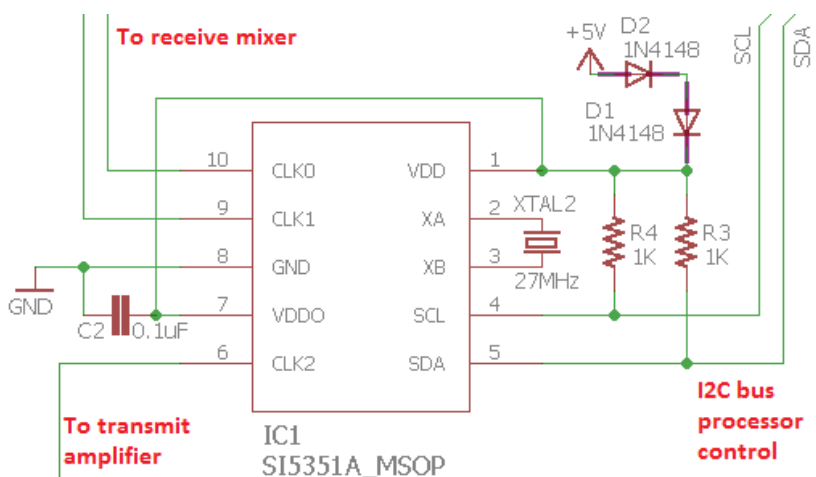 To receive mixer
+5V
D2
1N4148
SCL
SDA
D1
1N4148
10 CLK0 VDD 1
9 CLK1 XA 2 XTAL2
8 GND XB 3
27MHz
R4
1K
R3
1K
GND
C2 0.1uF
7 VDDO SCL 4
6 CLK2 SDA 5
To transmit
amplifier
I2C bus
processor
control
IC1
SI5351A_MSOP